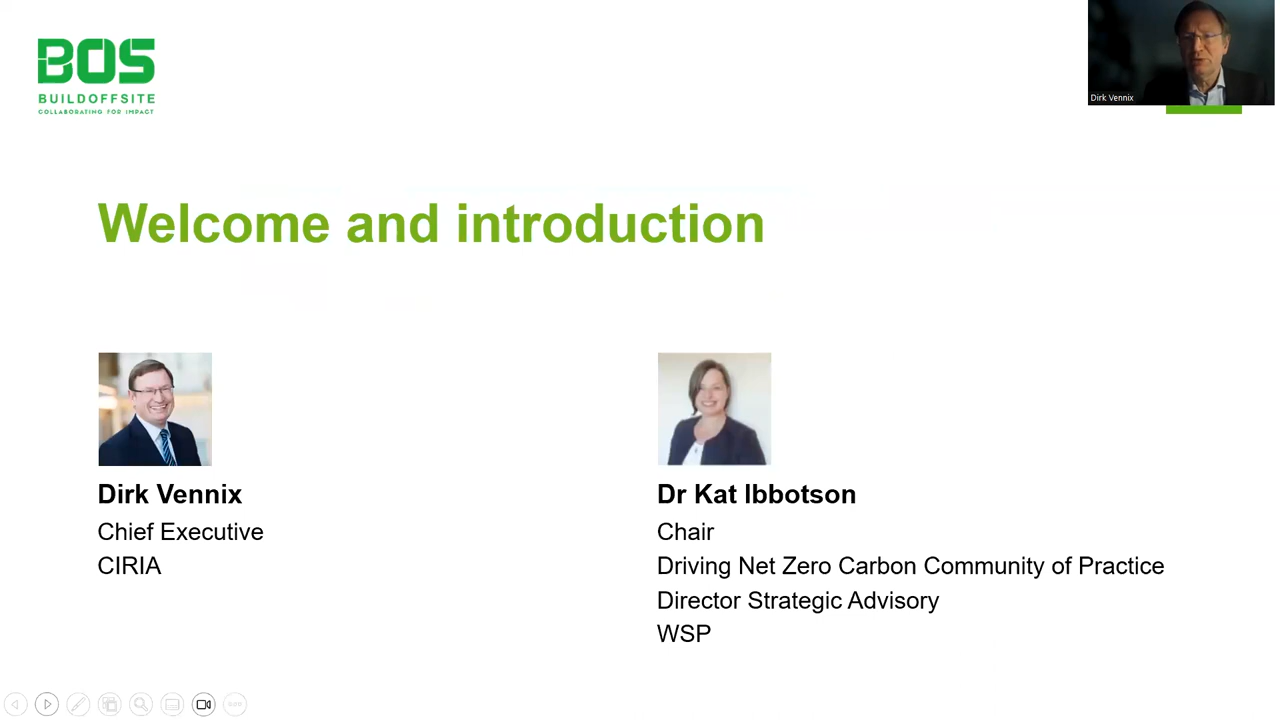 BOS
BUILDOFFSITE
COLLABORATING FOR IMPACT
Dirk Vennix
Welcome and introduction
Dirk Vennix
Chief Executive
CIRIA
Dr Kat Ibbotson
Chair
Driving Net Zero Carbon Community of Practice
Director Strategic Advisory
WSP